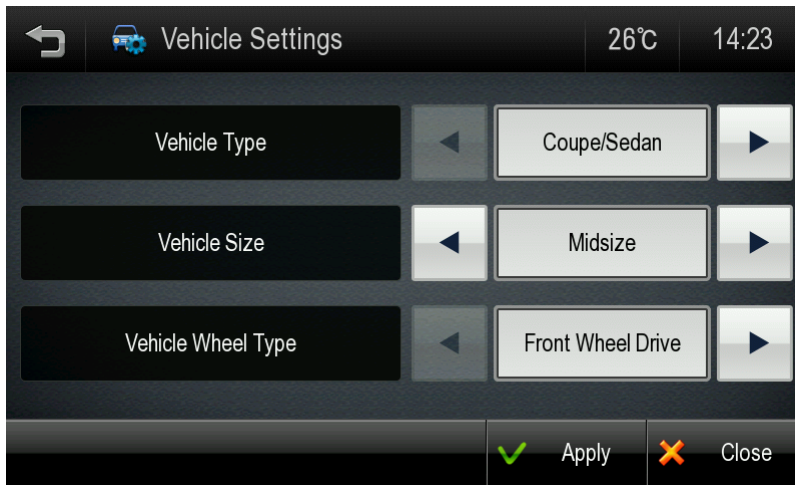 Vehicle Settings 26℃ 14:23
Vehicle Type Coupe/Sedan
Vehicle Size Midsize
Vehicle Wheel Type Front Wheel Drive
Apply Close